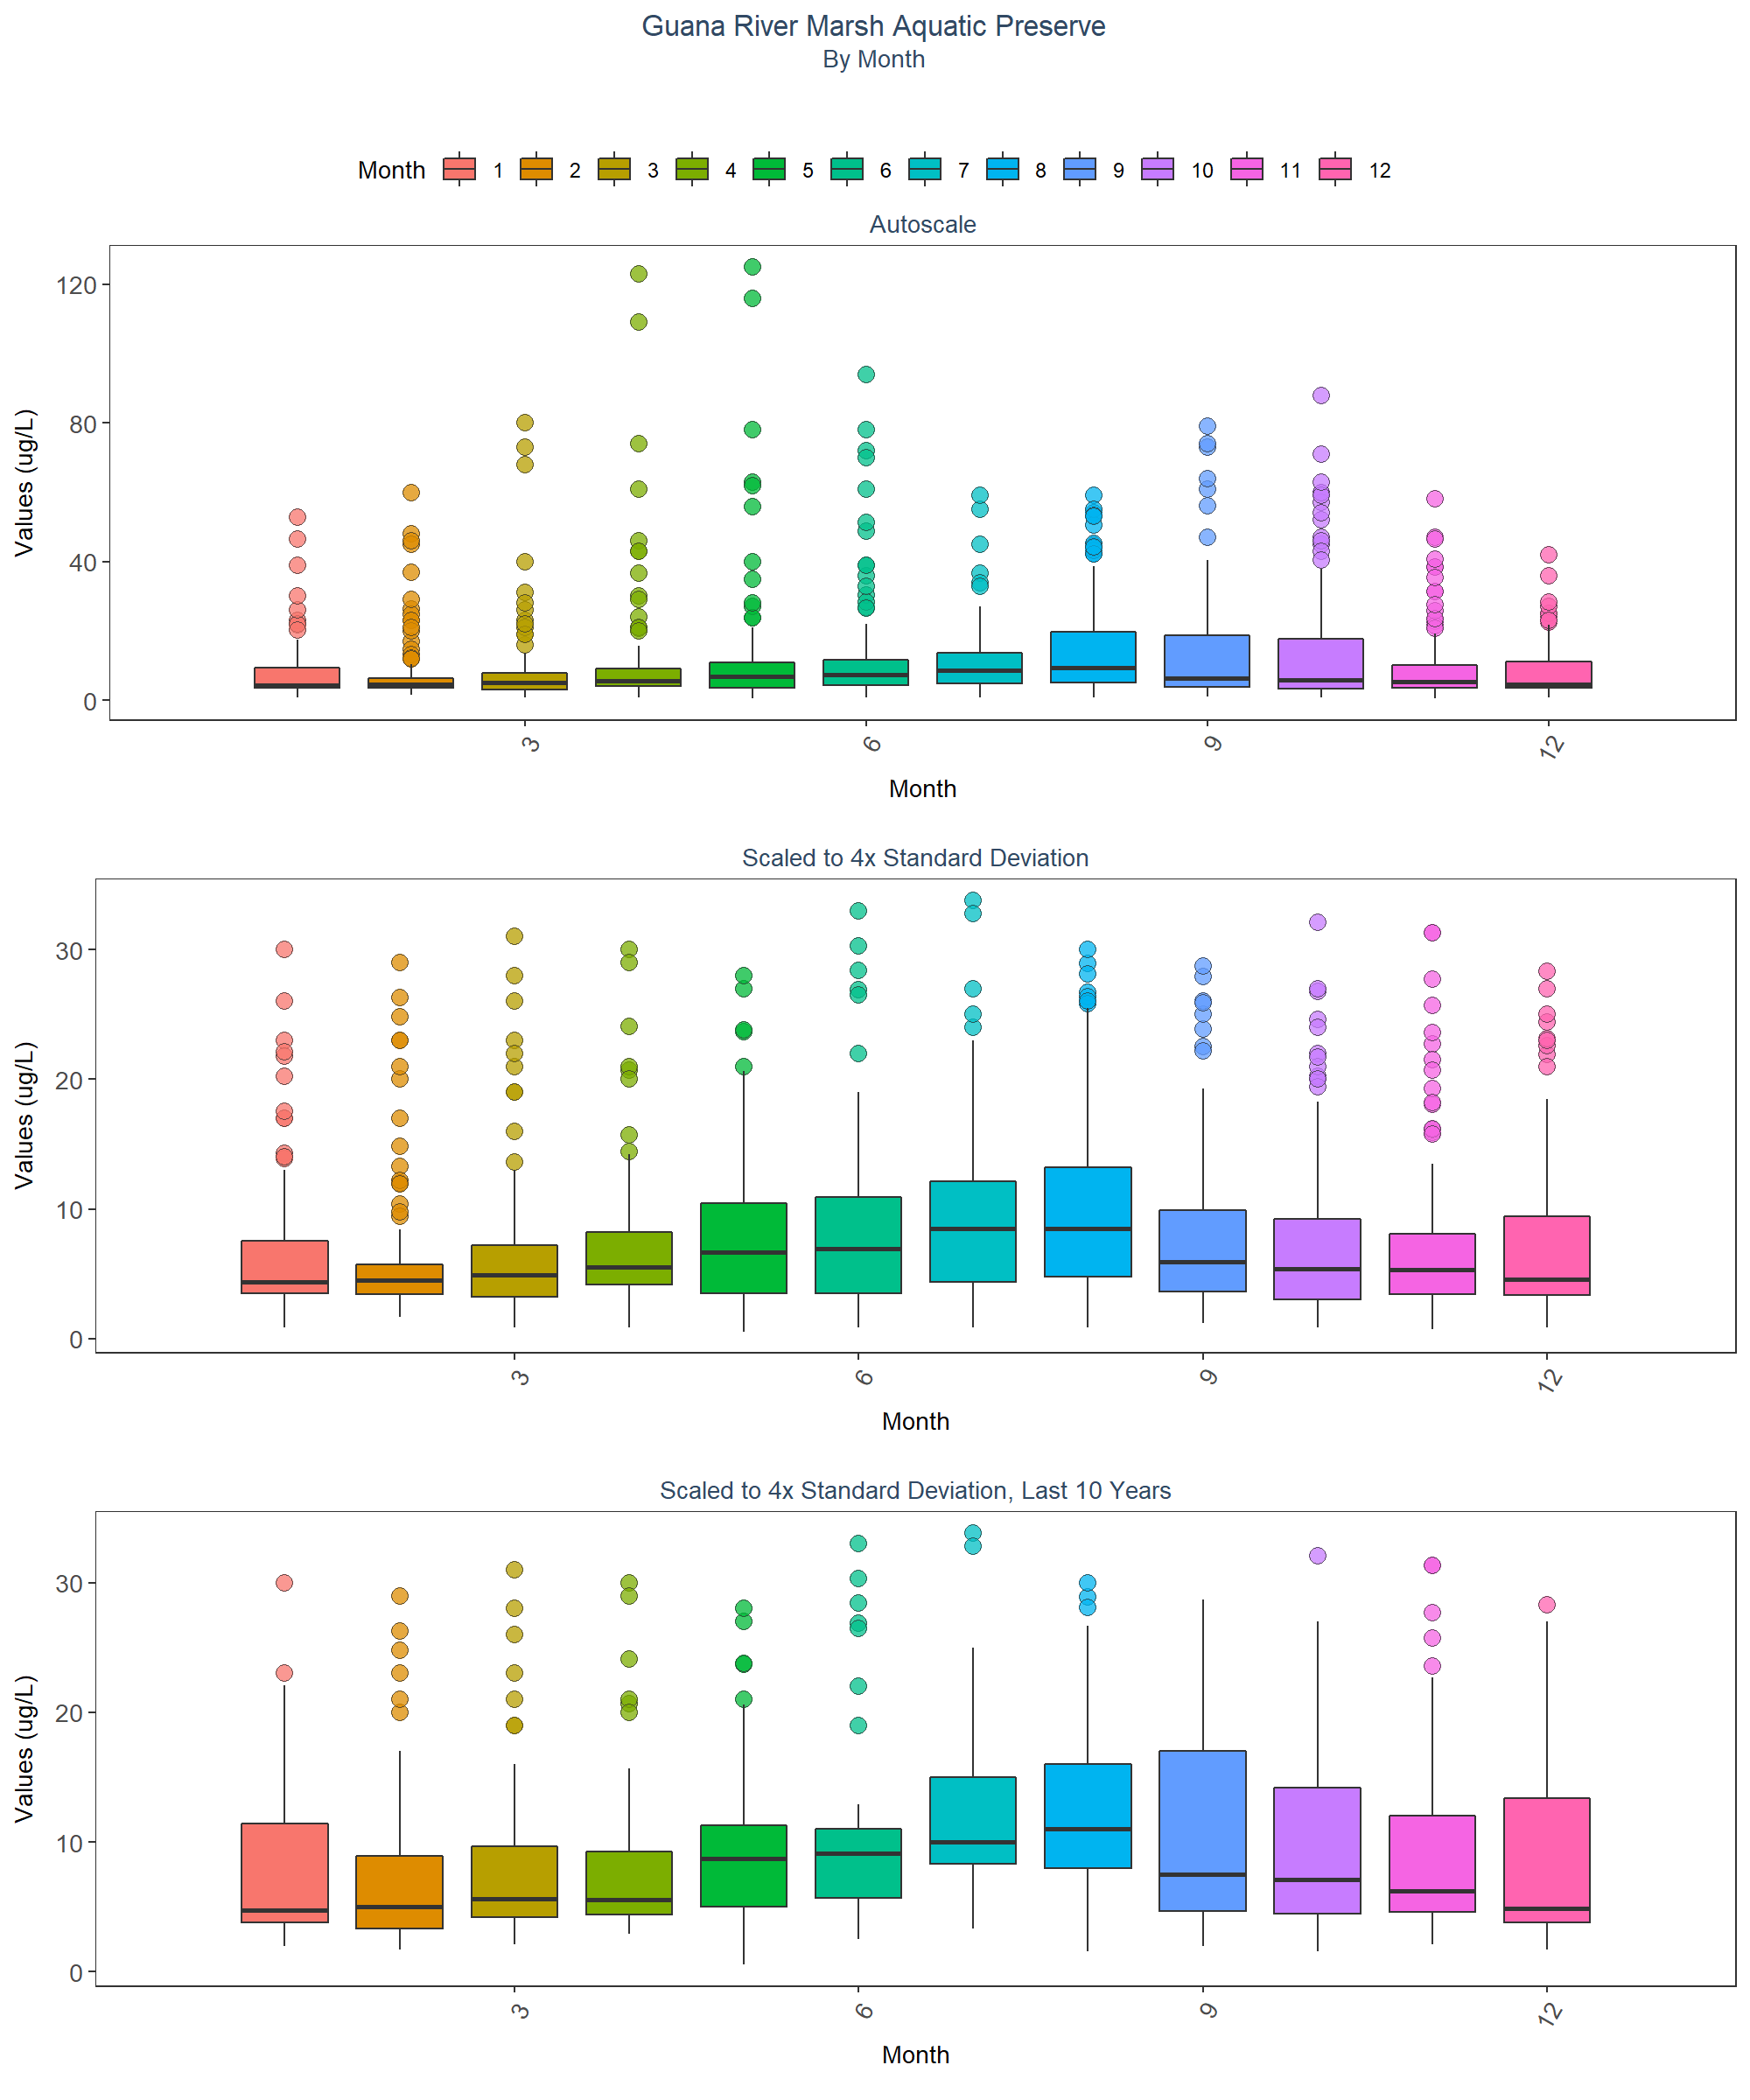 Guana River Marsh Aquatic Preserve
By Month
Month 1 2 3 4 5 6 7 8 9 10 11 12
Autoscale
Values (ug/L)
120
80
40
0
3 6 9 12
Month
Scaled to 4x Standard Deviation
Values (ug/L)
30
20
10
0
3 6 9 12
Month
Scaled to 4x Standard Deviation, Last 10 Years
Values (ug/L)
30
20
10
0
3 6 9 12
Month